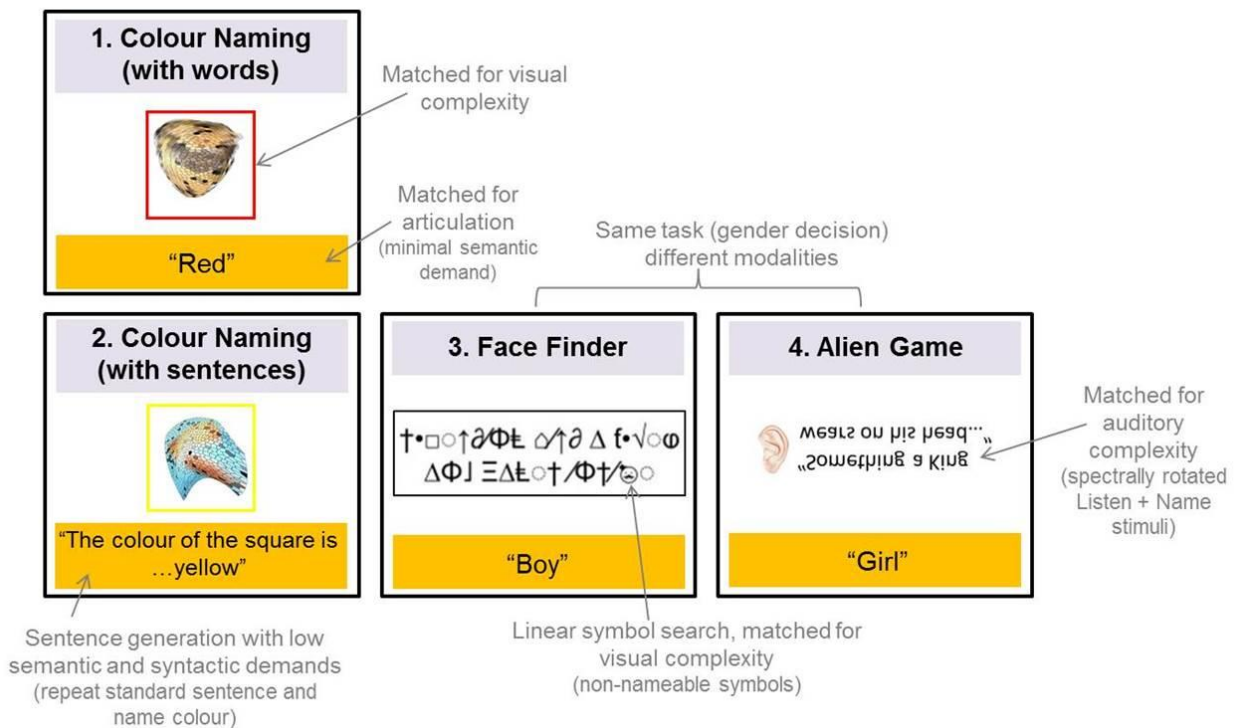 1. Colour Naming
(with words)
Matched for visual
complexity
Matched for
articulation
(minimal semantic
demand)
“Red”
Same task (gender decision)
different modalities
2. Colour Naming
(with sentences)
“The colour of the square is
…yellow”
Sentence generation with low
semantic and syntactic demands
(repeat standard sentence and
name colour)
3. Face Finder
“Boy”
Linear symbol search, matched for
visual complexity
(non-nameable symbols)
4. Alien Game
“Something a King
wears on his head...”
“Girl”
Matched for
auditory
complexity
(spectrally rotated
Listen + Name
stimuli)